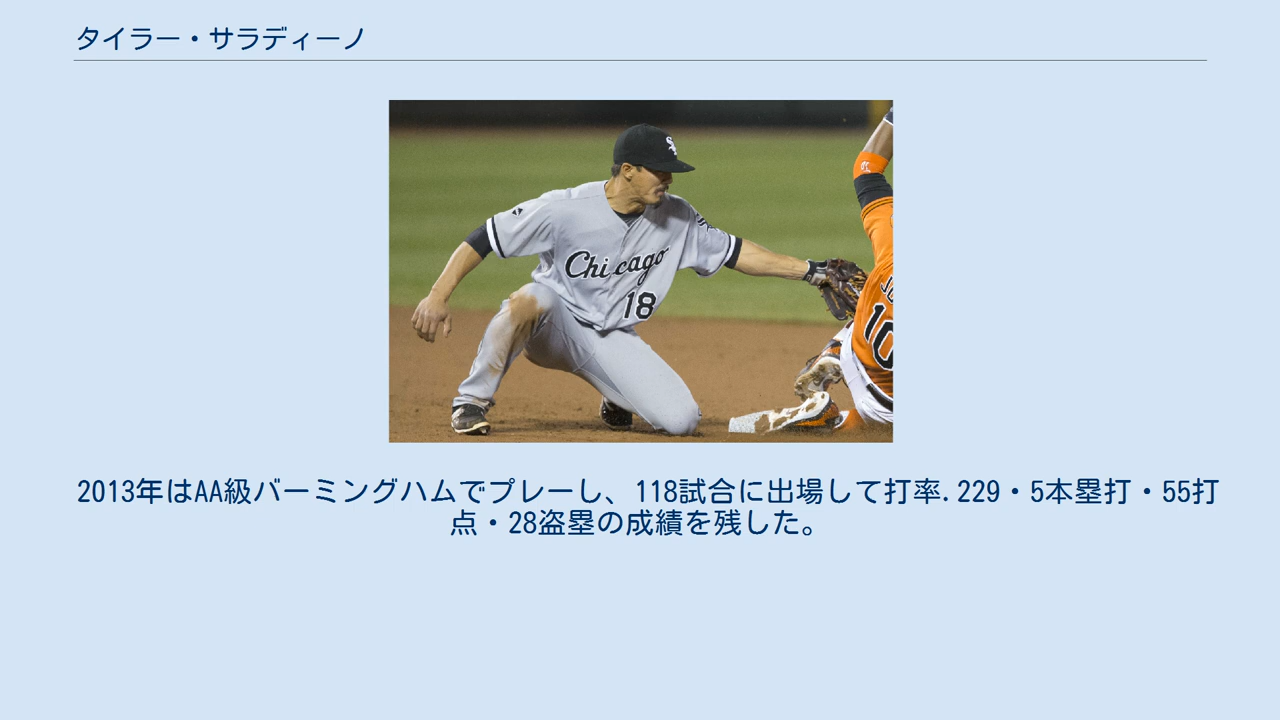 タイラー・サラディーノ
Chicago
18
10
2013年はAA級バーミングハムでプレーし、118試合に出場して打率.229・5本塁打・55打
点・28盗塁の成績を残した。